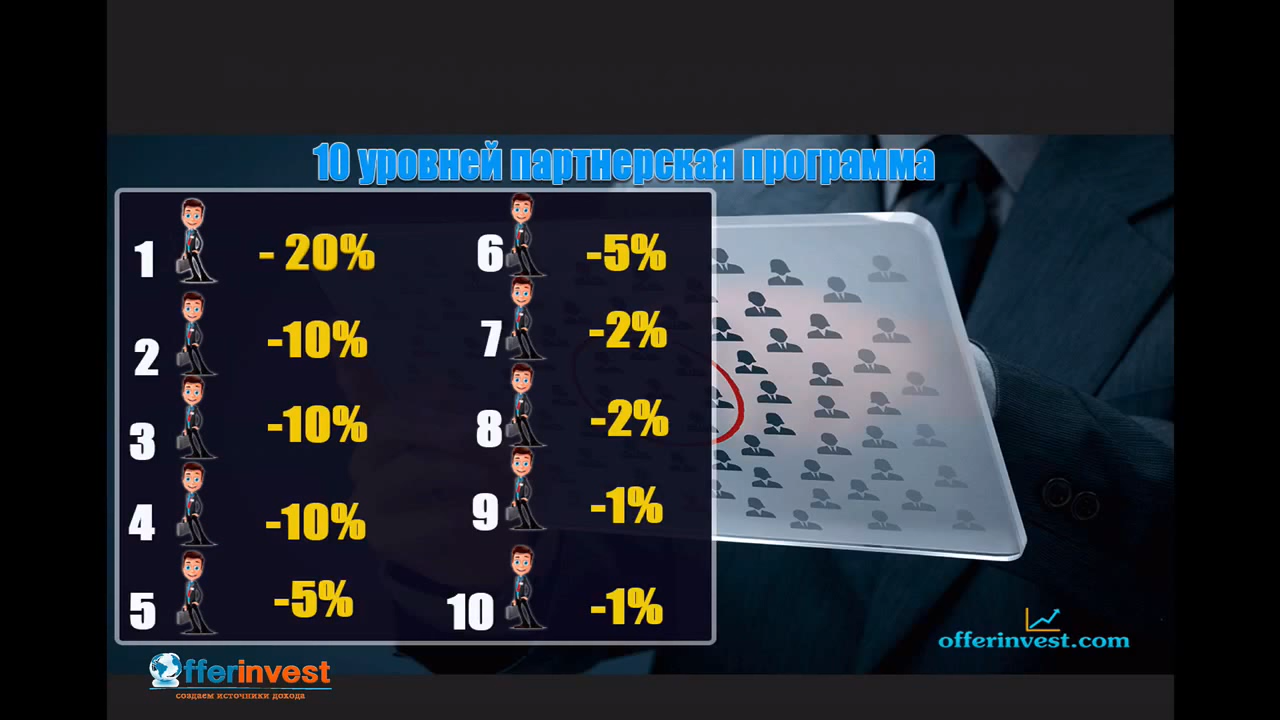 10 уровней партнерская программа
1 - 20%
2 -10%
3 -10%
4 -10%
5 -5%
6 -5%
7 -2%
8 -2%
9 -1%
10 -1%
offerinvest.com
Offerinvest
создаем источники дохода